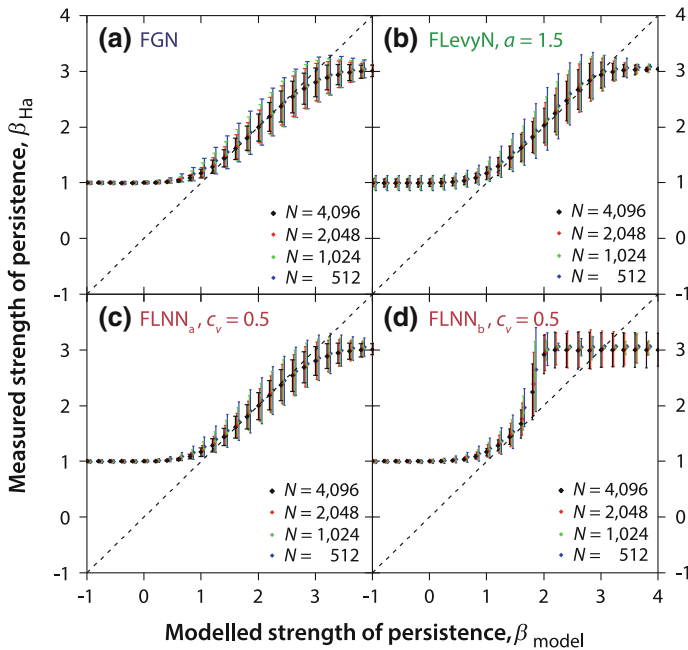 Measured strength of persistence, βHa
(a) FGN
(b) FLevyN, a = 1.5
4
3
2
1
0
-1
N = 4,096
N = 2,048
N = 1,024
N = 512
4
3
2
1
0
-1
N = 4,096
N = 2,048
N = 1,024
N = 512
(c) FLNNa, cv = 0.5
(d) FLNNb, cv = 0.5
3
2
1
0
-1
N = 4,096
N = 2,048
N = 1,024
N = 512
3
2
1
0
-1
N = 4,096
N = 2,048
N = 1,024
N = 512
-1 0 1 2 3 -1 0 1 2 3 4
Modelled strength of persistence, βmodel